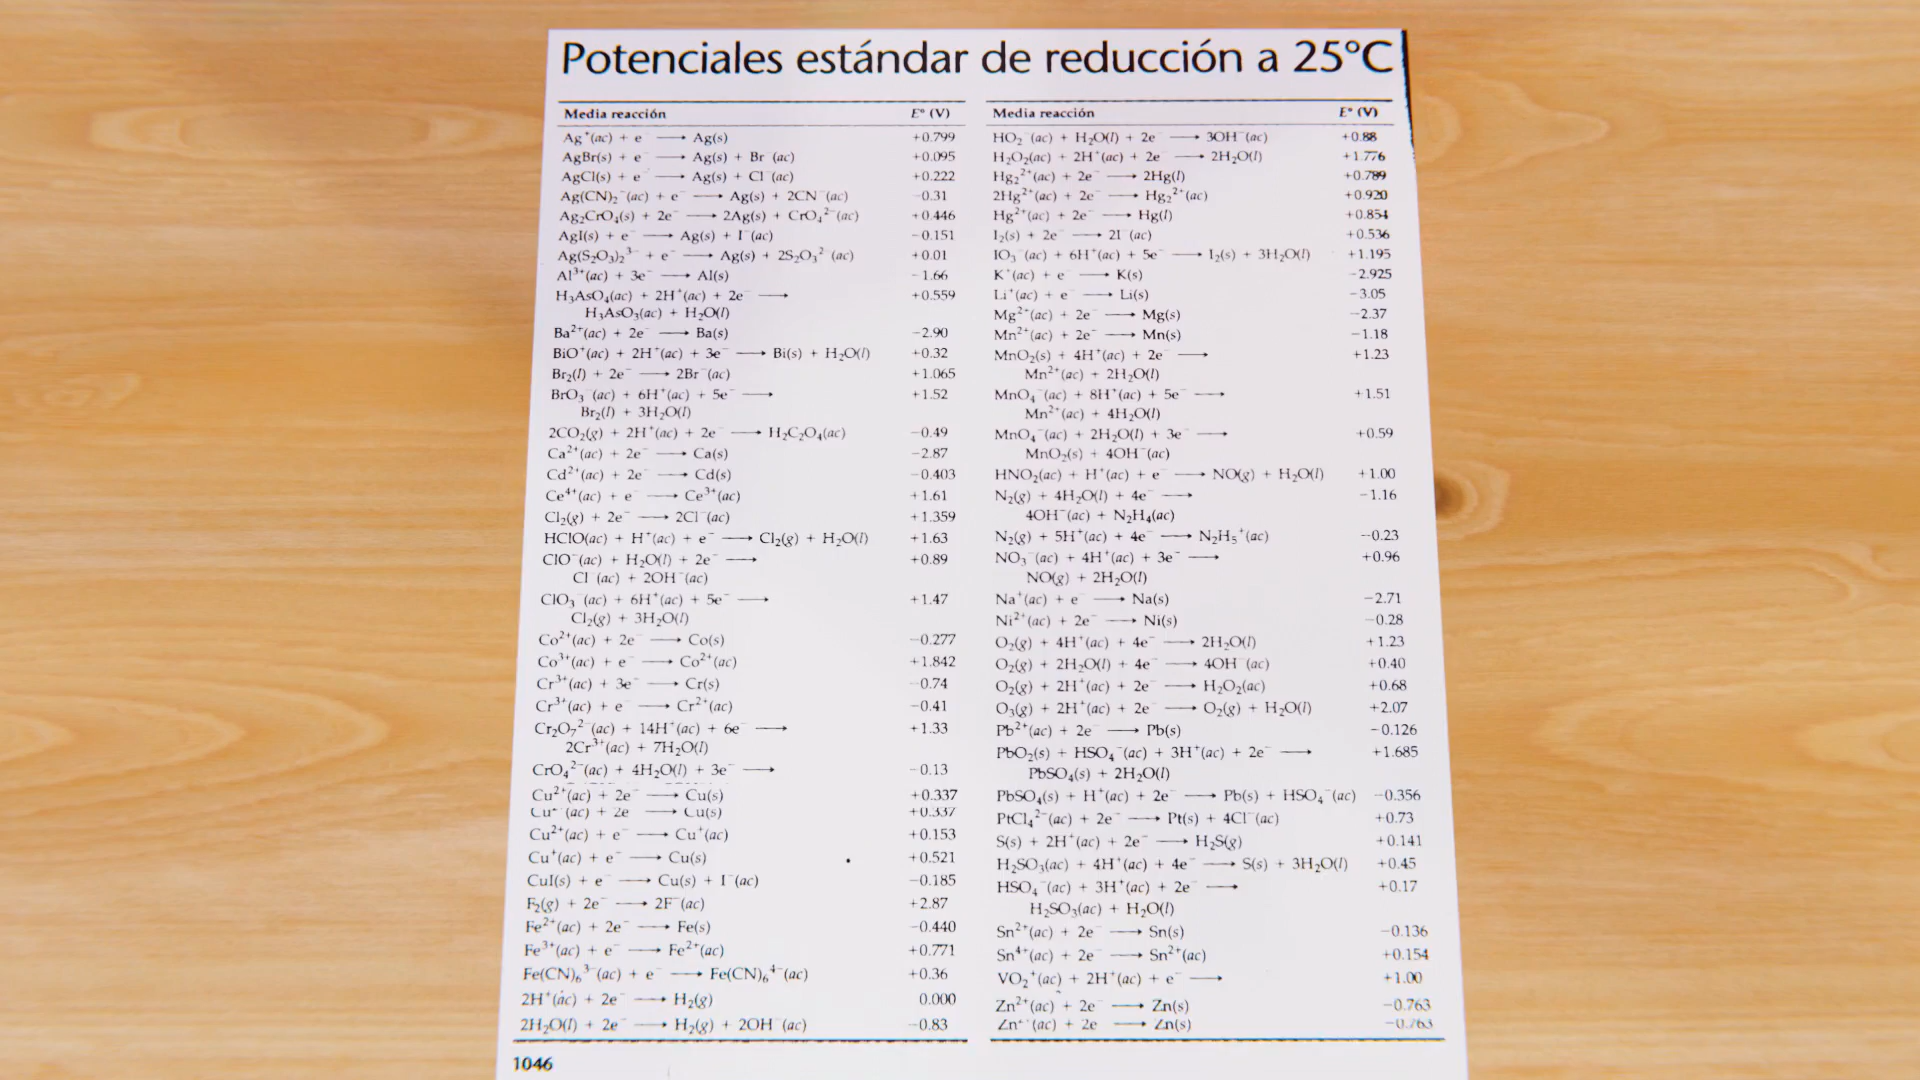 Potenciales estándar de reducción a 25°C
Media reacción E° (V)
Ag⁺(ac) + e⁻ ⟶ Ag(s) +0.799
AgBr(s) + e⁻ ⟶ Ag(s) + Br⁻(ac) +0.095
AgCl(s) + e⁻ ⟶ Ag(s) + Cl⁻(ac) +0.222
Ag(CN)₂⁻(ac) + e⁻ ⟶ Ag(s) + 2CN⁻(ac) −0.31
Ag₂CrO₄(s) + 2e⁻ ⟶ 2Ag(s) + CrO₄²⁻(ac) +0.446
AgI(s) + e⁻ ⟶ Ag(s) + I⁻(ac) −0.151
Ag(S₂O₃)₂³⁻ + e⁻ ⟶ Ag(s) + 2S₂O₃²⁻(ac) +0.01
Al³⁺(ac) + 3e⁻ ⟶ Al(s) −1.66
H₃AsO₄(ac) + 2H⁺(ac) + 2e⁻ ⟶ +0.559
H₃AsO₃(ac) + H₂O(l)
Ba²⁺(ac) + 2e⁻ ⟶ Ba(s) −2.90
BiO⁺(ac) + 2H⁺(ac) + 3e⁻ ⟶ Bi(s) + H₂O(l) +0.32
Br₂(l) + 2e⁻ ⟶ 2Br⁻(ac) +1.065
BrO₃⁻(ac) + 6H⁺(ac) + 5e⁻ ⟶ +1.52
Br₂(l) + 3H₂O(l)
2CO₂(g) + 2H⁺(ac) + 2e⁻ ⟶ H₂C₂O₄(ac) −0.49
Ca²⁺(ac) + 2e⁻ ⟶ Ca(s) −2.87
Cd²⁺(ac) + 2e⁻ ⟶ Cd(s) −0.403
Ce⁴⁺(ac) + e⁻ ⟶ Ce³⁺(ac) +1.61
Cl₂(g) + 2e⁻ ⟶ 2Cl⁻(ac) +1.359
HClO(ac) + H⁺(ac) + e⁻ ⟶ Cl₂(g) + H₂O(l) +1.63
ClO⁻(ac) + H₂O(l) + 2e⁻ ⟶ +0.89
Cl⁻(ac) + 2OH⁻(ac)
ClO₃⁻(ac) + 6H⁺(ac) + 5e⁻ ⟶ +1.47
Cl₂(g) + 3H₂O(l)
Co²⁺(ac) + 2e⁻ ⟶ Co(s) −0.277
Co³⁺(ac) + e⁻ ⟶ Co²⁺(ac) +1.842
Cr³⁺(ac) + 3e⁻ ⟶ Cr(s) −0.74
Cr³⁺(ac) + e⁻ ⟶ Cr²⁺(ac) −0.41
Cr₂O₇²⁻(ac) + 14H⁺(ac) + 6e⁻ ⟶ +1.33
2Cr³⁺(ac) + 7H₂O(l)
CrO₄²⁻(ac) + 4H₂O(l) + 3e⁻ ⟶ −0.13
Cu²⁺(ac) + 2e⁻ ⟶ Cu(s) +0.337
Cu²⁺(ac) + 2e⁻ ⟶ Cu(s) +0.337
Cu²⁺(ac) + e⁻ ⟶ Cu⁺(ac) +0.153
Cu⁺(ac) + e⁻ ⟶ Cu(s) +0.521
CuI(s) + e⁻ ⟶ Cu(s) + I⁻(ac) −0.185
F₂(g) + 2e⁻ ⟶ 2F⁻(ac) +2.87
Fe²⁺(ac) + 2e⁻ ⟶ Fe(s) −0.440
Fe³⁺(ac) + e⁻ ⟶ Fe²⁺(ac) +0.771
Fe(CN)₆³⁻(ac) + e⁻ ⟶ Fe(CN)₆⁴⁻(ac) +0.36
2H⁺(ac) + 2e⁻ ⟶ H₂(g) 0.000
2H₂O(l) + 2e⁻ ⟶ H₂(g) + 2OH⁻(ac) −0.83
Media reacción E° (V)
HO₂⁻(ac) + H₂O(l) + 2e⁻ ⟶ 3OH⁻(ac) +0.88
H₂O₂(ac) + 2H⁺(ac) + 2e⁻ ⟶ 2H₂O(l) +1.776
Hg₂²⁺(ac) + 2e⁻ ⟶ 2Hg(l) +0.789
2Hg²⁺(ac) + 2e⁻ ⟶ Hg₂²⁺(ac) +0.920
Hg²⁺(ac) + 2e⁻ ⟶ Hg(l) +0.854
I₂(s) + 2e⁻ ⟶ 2I⁻(ac) +0.536
IO₃⁻(ac) + 6H⁺(ac) + 5e⁻ ⟶ I₂(s) + 3H₂O(l) +1.195
K⁺(ac) + e⁻ ⟶ K(s) −2.925
Li⁺(ac) + e⁻ ⟶ Li(s) −3.05
Mg²⁺(ac) + 2e⁻ ⟶ Mg(s) −2.37
Mn²⁺(ac) + 2e⁻ ⟶ Mn(s) −1.18
MnO₂(s) + 4H⁺(ac) + 2e⁻ ⟶ +1.23
Mn²⁺(ac) + 2H₂O(l)
MnO₄⁻(ac) + 8H⁺(ac) + 5e⁻ ⟶ +1.51
Mn²⁺(ac) + 4H₂O(l)
MnO₄⁻(ac) + 2H₂O(l) + 3e⁻ ⟶ +0.59
MnO₂(s) + 4OH⁻(ac)
HNO₂(ac) + H⁺(ac) + e⁻ ⟶ NO(g) + H₂O(l) +1.00
N₂(g) + 4H₂O(l) + 4e⁻ ⟶ −1.16
4OH⁻(ac) + N₂H₄(ac)
N₂(g) + 5H⁺(ac) + 4e⁻ ⟶ N₂H₅⁺(ac) −0.23
NO₃⁻(ac) + 4H⁺(ac) + 3e⁻ ⟶ +0.96
NO(g) + 2H₂O(l)
Na⁺(ac) + e⁻ ⟶ Na(s) −2.71
Ni²⁺(ac) + 2e⁻ ⟶ Ni(s) −0.28
O₂(g) + 4H⁺(ac) + 4e⁻ ⟶ 2H₂O(l) +1.23
O₂(g) + 2H₂O(l) + 4e⁻ ⟶ 4OH⁻(ac) +0.40
O₂(g) + 2H⁺(ac) + 2e⁻ ⟶ H₂O₂(ac) +0.68
O₃(g) + 2H⁺(ac) + 2e⁻ ⟶ O₂(g) + H₂O(l) +2.07
Pb²⁺(ac) + 2e⁻ ⟶ Pb(s) −0.126
PbO₂(s) + HSO₄⁻(ac) + 3H⁺(ac) + 2e⁻ ⟶ +1.685
PbSO₄(s) + 2H₂O(l)
PbSO₄(s) + H⁺(ac) + 2e⁻ ⟶ Pb(s) + HSO₄⁻(ac) −0.356
PtCl₄²⁻(ac) + 2e⁻ ⟶ Pt(s) + 4Cl⁻(ac) +0.73
S(s) + 2H⁺(ac) + 2e⁻ ⟶ H₂S(g) +0.141
H₂SO₃(ac) + 4H⁺(ac) + 4e⁻ ⟶ S(s) + 3H₂O(l) +0.45
HSO₄⁻(ac) + 3H⁺(ac) + 2e⁻ ⟶ +0.17
H₂SO₃(ac) + H₂O(l)
Sn²⁺(ac) + 2e⁻ ⟶ Sn(s) −0.136
Sn⁴⁺(ac) + 2e⁻ ⟶ Sn²⁺(ac) +0.154
VO₂⁺(ac) + 2H⁺(ac) + e⁻ ⟶ +1.00
Zn²⁺(ac) + 2e⁻ ⟶ Zn(s) −0.763
Zn²⁺(ac) + 2e⁻ ⟶ Zn(s) −0.763
1046